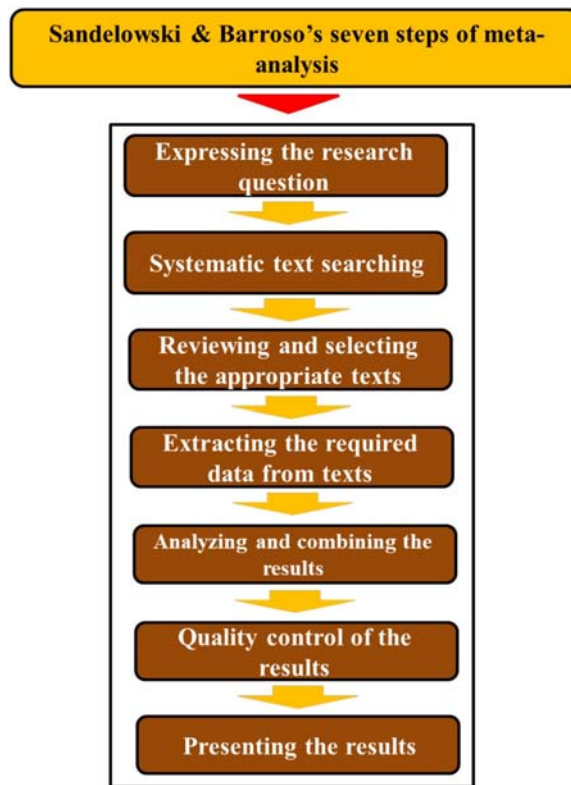 Sandelowski & Barroso's seven steps of meta-
analysis
Expressing the research
question
Systematic text searching
Reviewing and selecting
the appropriate texts
Extracting the required
data from texts
Analyzing and combining the
results
Quality control of the
results
Presenting the results